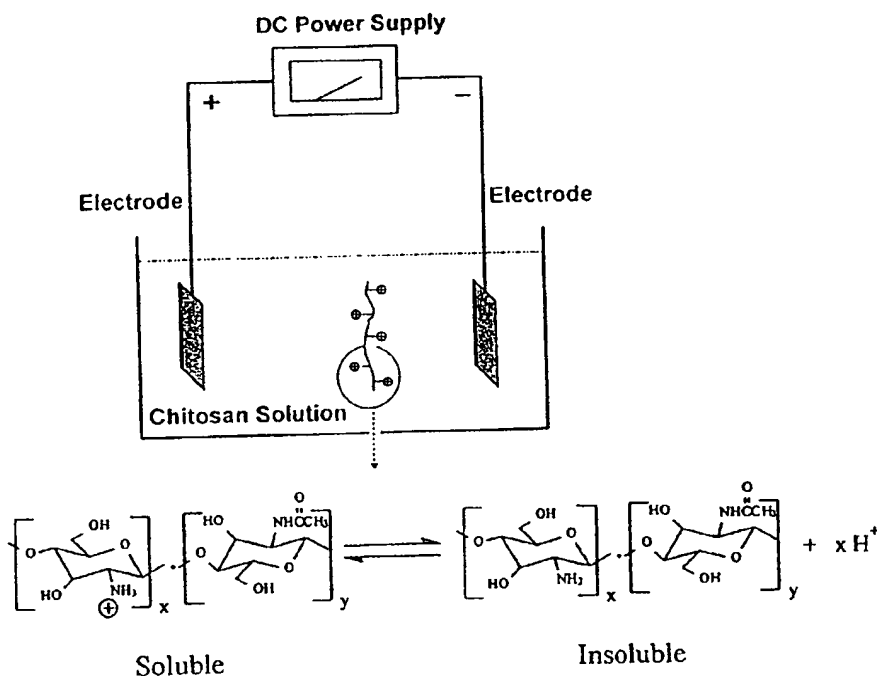 DC Power Supply
+ −
Electrode Electrode
⊕
⊕
⊕
⊕ ⊕
Chitosan Solution
O O
CH OH HO NHCCH₃ OH HO NHCCH₃
O O O O O O O O + x H⁺
HO NH₃ x OH y HO NH₂ x OH y
⊕
Soluble Insoluble